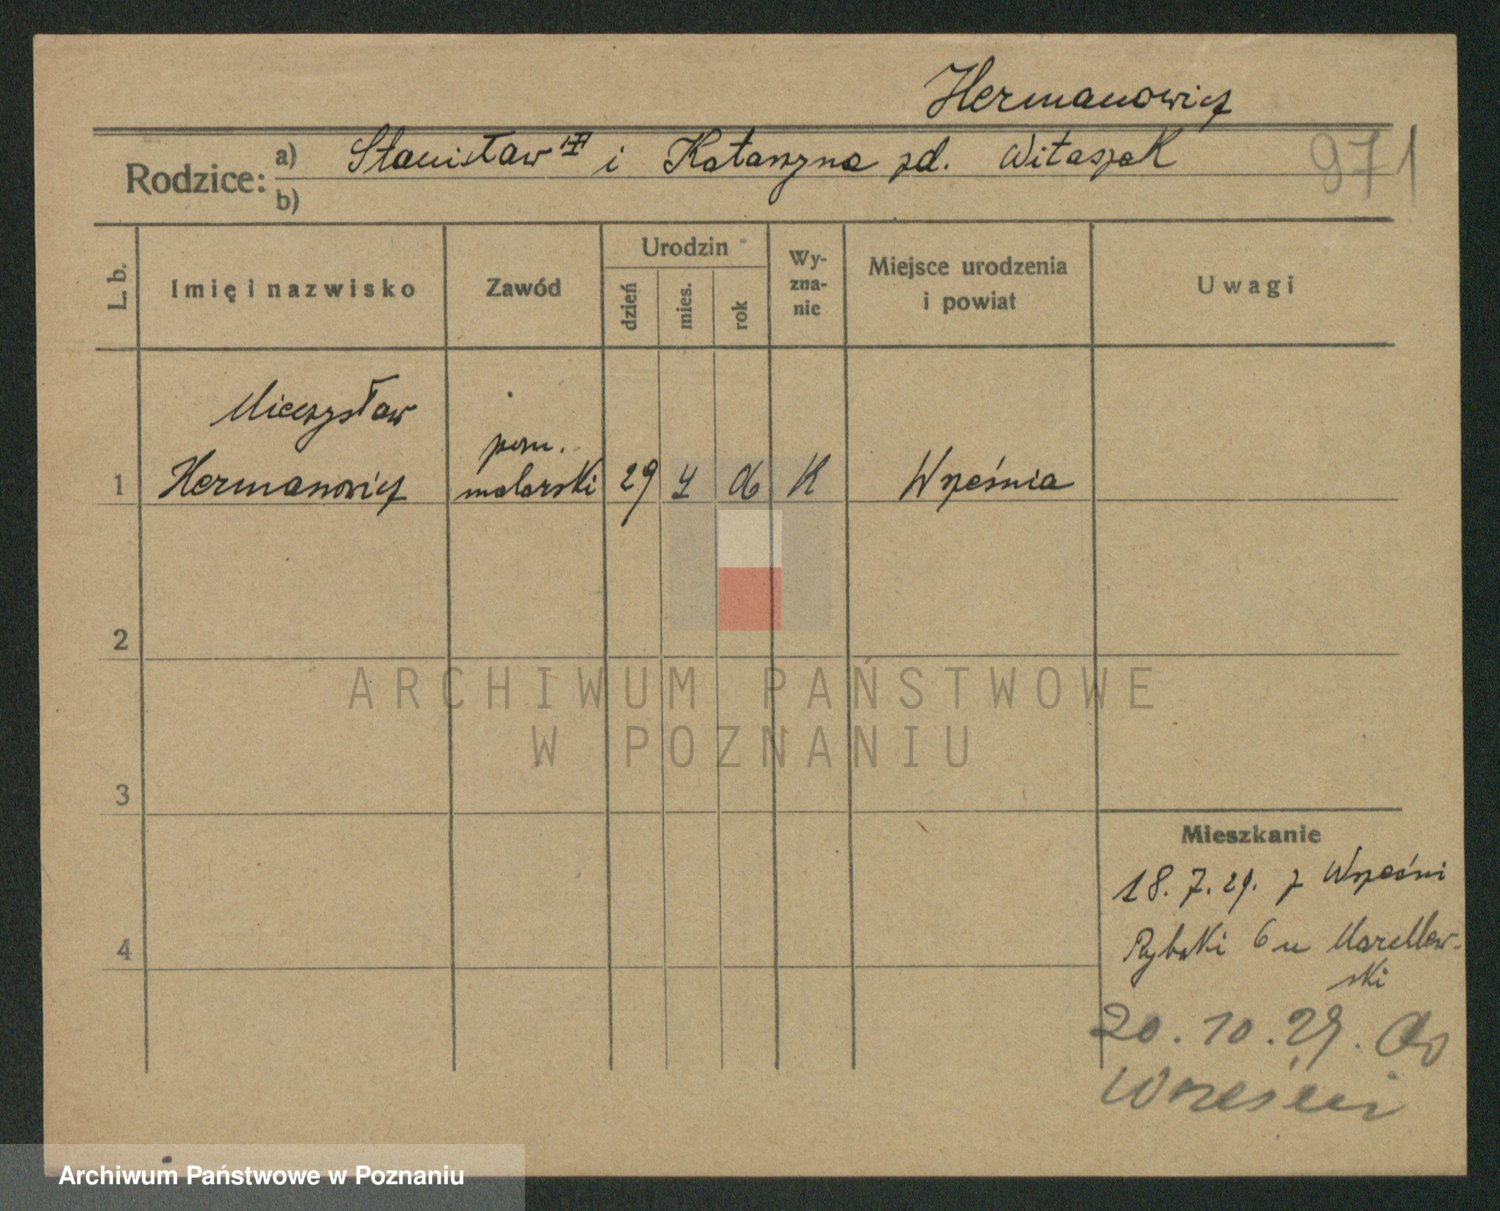 Hermanowicz
Rodzice: a) Stanisław i Katarzyna zd. Witaszak
b)
971
L. b.
Imię i nazwisko
Zawód
Urodzin
dzień
mies.
rok
Wy-
zna-
nie
Miejsce urodzenia
i powiat
Uwagi
Mieczysław
pom.
1 Hermanowicz malarski 29 4 06 K Września
2
ARCHIWUM PAŃSTWOWE
W POZNANIU
3
Mieszkanie
18. 7. 29. z Wrześni
Rybaki 6 u Marellew-
ski
4
20. 10. 29. do
Wrześni
Archiwum Państwowe w Poznaniu